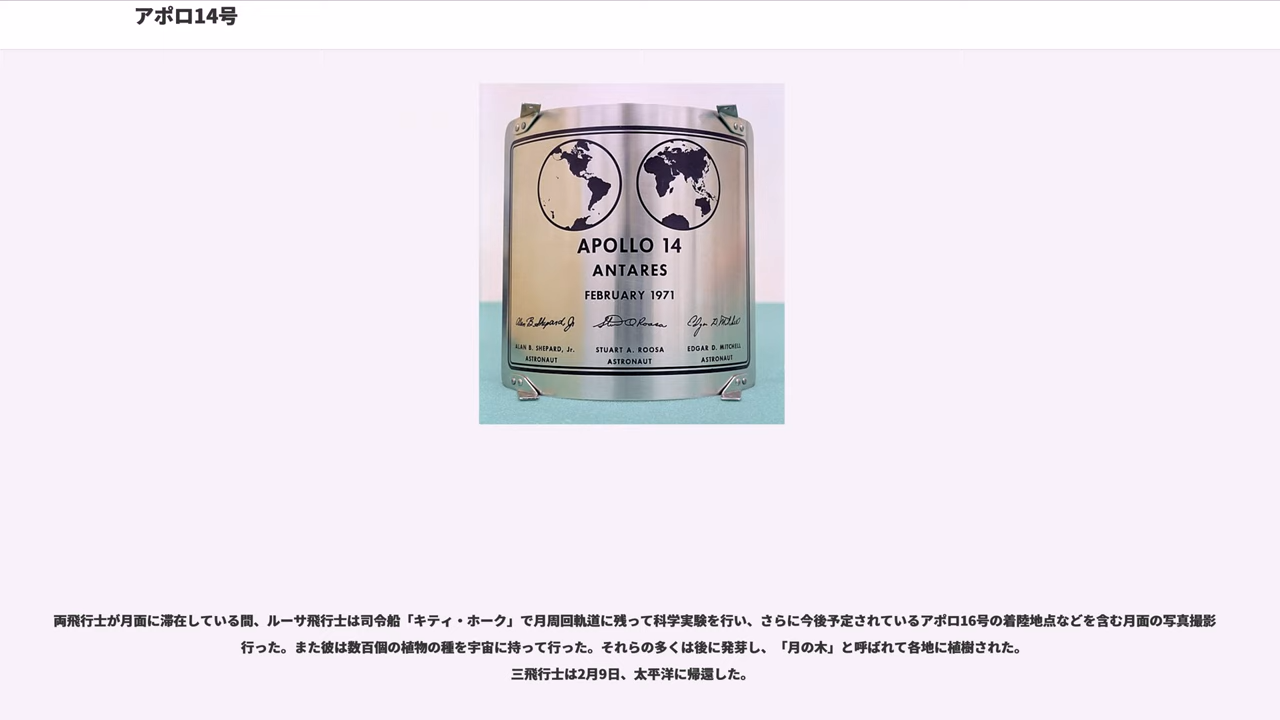 アポロ14号
APOLLO 14
ANTARES
FEBRUARY 1971
Alan B. Shepard, Jr
Stuart A. Roosa
Edgar D. Mitchell
ALAN B. SHEPARD, Jr.
STUART A. ROOSA
EDGAR D. MITCHELL
ASTRONAUT
ASTRONAUT
ASTRONAUT
両飛行士が月面に滞在している間、ルーサ飛行士は司令船「キティ・ホーク」で月周回軌道に残って科学実験を行い、さらに今後予定されているアポロ16号の着陸地点などを含む月面の写真撮影
行った。また彼は数百個の植物の種を宇宙に持って行った。それらの多くは後に発芽し、「月の木」と呼ばれて各地に植樹された。
三飛行士は2月9日、太平洋に帰還した。